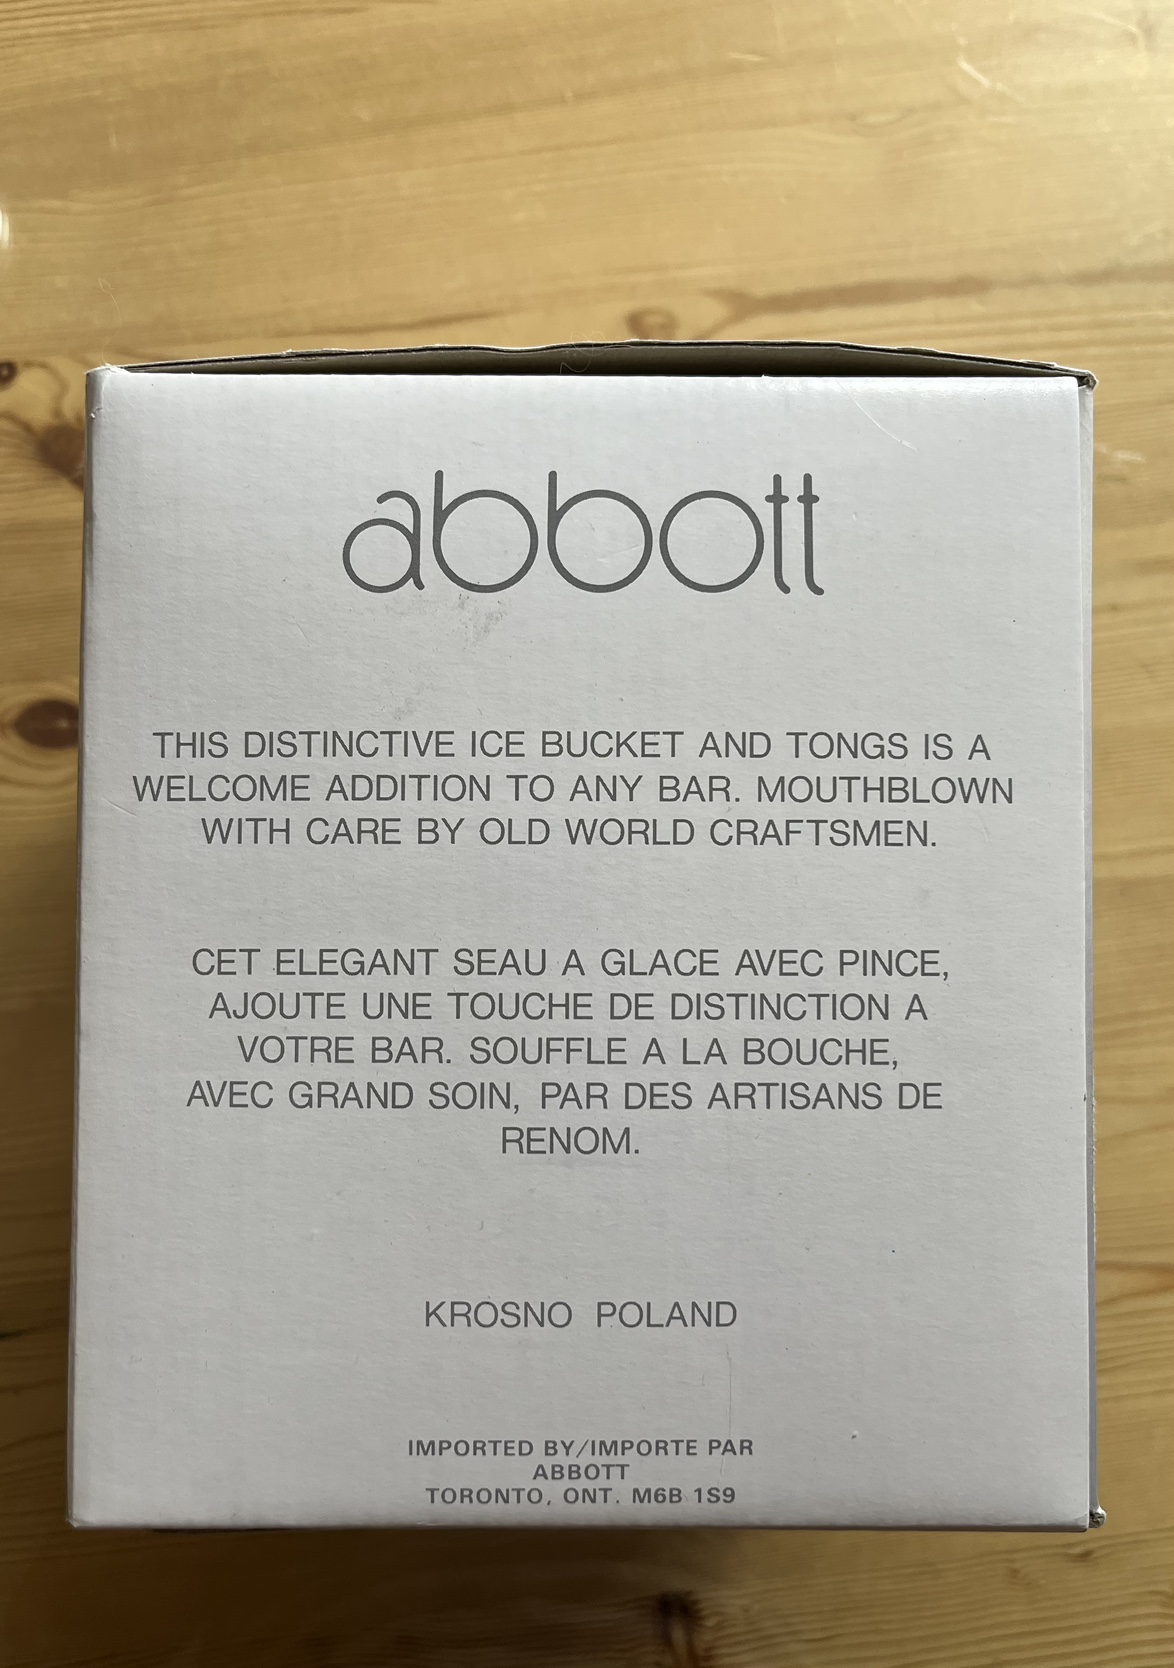 abbott
THIS DISTINCTIVE ICE BUCKET AND TONGS IS A
WELCOME ADDITION TO ANY BAR. MOUTHBLOWN
WITH CARE BY OLD WORLD CRAFTSMEN.
CET ELEGANT SEAU A GLACE AVEC PINCE,
AJOUTE UNE TOUCHE DE DISTINCTION A
VOTRE BAR. SOUFFLE A LA BOUCHE,
AVEC GRAND SOIN, PAR DES ARTISANS DE
RENOM.
KROSNO POLAND
IMPORTED BY/IMPORTE PAR
ABBOTT
TORONTO, ONT. M6B 1S9